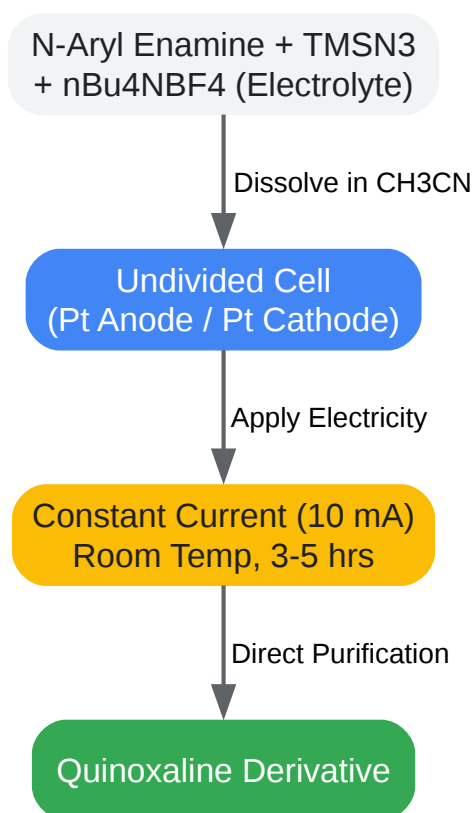 N-Aryl Enamine + TMSN3
+ nBu4NBF4 (Electrolyte)
Dissolve in CH3CN
Undivided Cell
(Pt Anode / Pt Cathode)
Apply Electricity
Constant Current (10 mA)
Room Temp, 3-5 hrs
Direct Purification
Quinoxaline Derivative